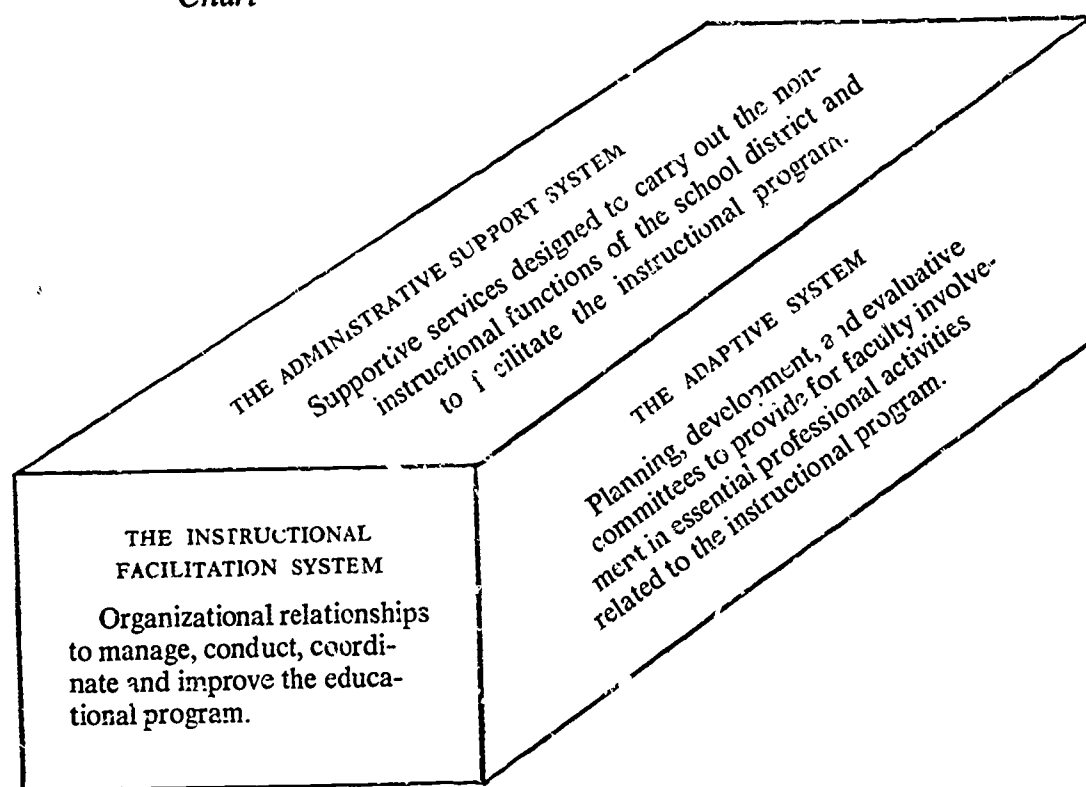 Chart
THE ADMINISTRATIVE SUPPORT SYSTEM
Supportive services designed to carry out the non-
instructional functions of the school district and
to f cilitate the instructional program.
THE ADAPTIVE SYSTEM
Planning, development, and evaluative
committees to provide for faculty involve-
ment in essential professional activities
related to the instructional program.
THE INSTRUCTIONAL
FACILITATION SYSTEM
Organizational relationships
to manage, conduct, coordi-
nate and improve the educa-
tional program.